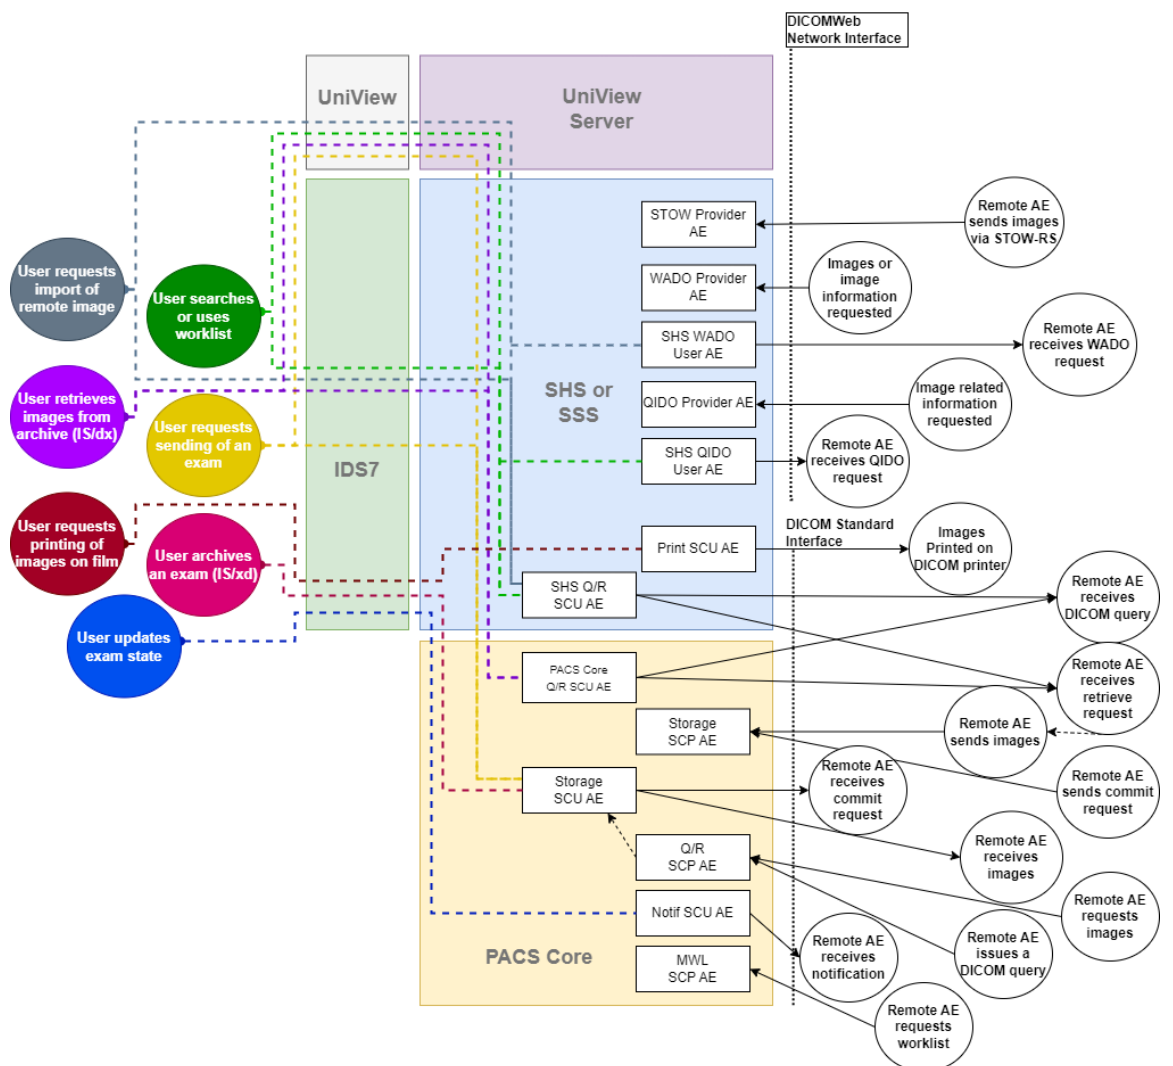 DICOMWeb
Network Interface
UniView
UniView
Server
STOW Provider
AE
Remote AE
sends images
via STOW-RS
User requests
import of
remote image
User searches
or uses
worklist
WADO Provider
AE
Images or
image
information
requested
SHS WADO
User AE
Remote AE
receives WADO
request
User retrieves
images from
archive (IS/dx)
User requests
sending of an
exam
IDS7
SHS or
SSS
QIDO Provider AE
Image related
information
requested
SHS QIDO
User AE
Remote AE
receives QIDO
request
User requests
printing of
images on film
User archives
an exam (IS/xd)
Print SCU AE
DICOM Standard
Interface
Images
Printed on
DICOM printer
SHS Q/R
SCU AE
Remote AE
receives
DICOM query
User updates
exam state
PACS Core
Q/R SCU AE
Remote AE
receives
retrieve
request
Storage
SCP AE
Remote AE
sends images
Storage
SCU AE
Remote AE
receives
commit
request
Remote AE
sends commit
request
Q/R
SCP AE
Remote AE
receives
images
Notif SCU AE
Remote AE
requests
images
PACS Core
MWL
SCP AE
Remote AE
receives
notification
Remote AE
issues a
DICOM query
Remote AE
requests
worklist